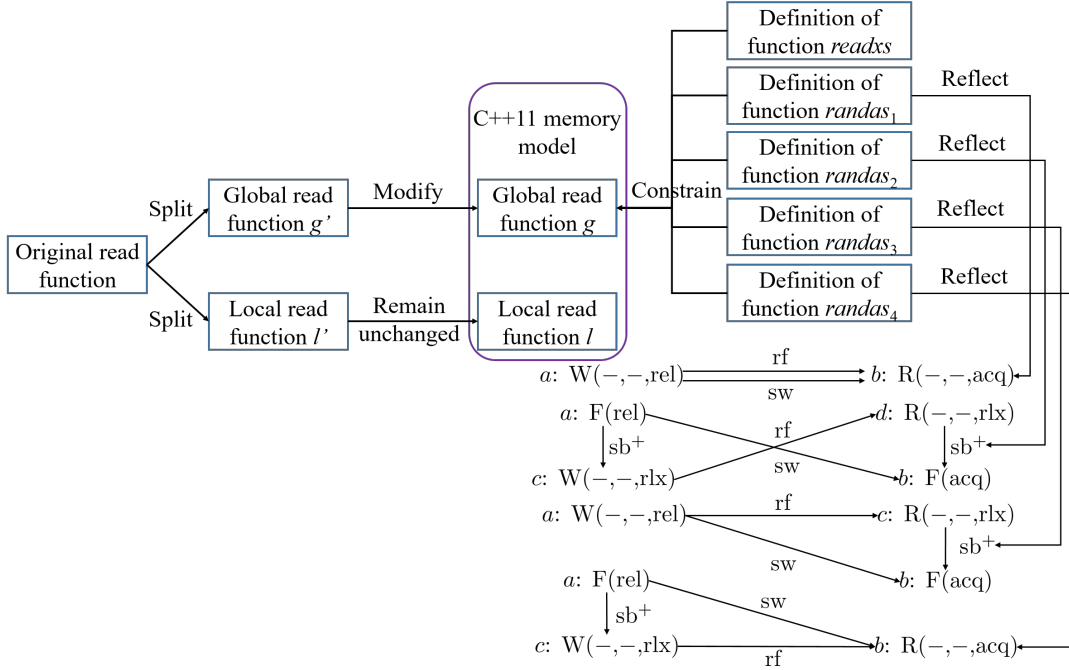 Original read
function
Split
Split
Global read
function g'
Local read
function l'
Modify
Remain
unchanged
C++11 memory
model
Global read
function g
Local read
function l
Constrain
Definition of
function readxs
Definition of
function randas1
Definition of
function randas2
Definition of
function randas3
Definition of
function randas4
Reflect
Reflect
Reflect
Reflect
a: W(−,−,rel)
rf
sw
b: R(−,−,acq)
a: F(rel)
sb+
c: W(−,−,rlx)
rf
sw
d: R(−,−,rlx)
sb+
b: F(acq)
a: W(−,−,rel)
rf
sw
c: R(−,−,rlx)
sb+
b: F(acq)
a: F(rel)
sb+
c: W(−,−,rlx)
sw
rf
b: R(−,−,acq)